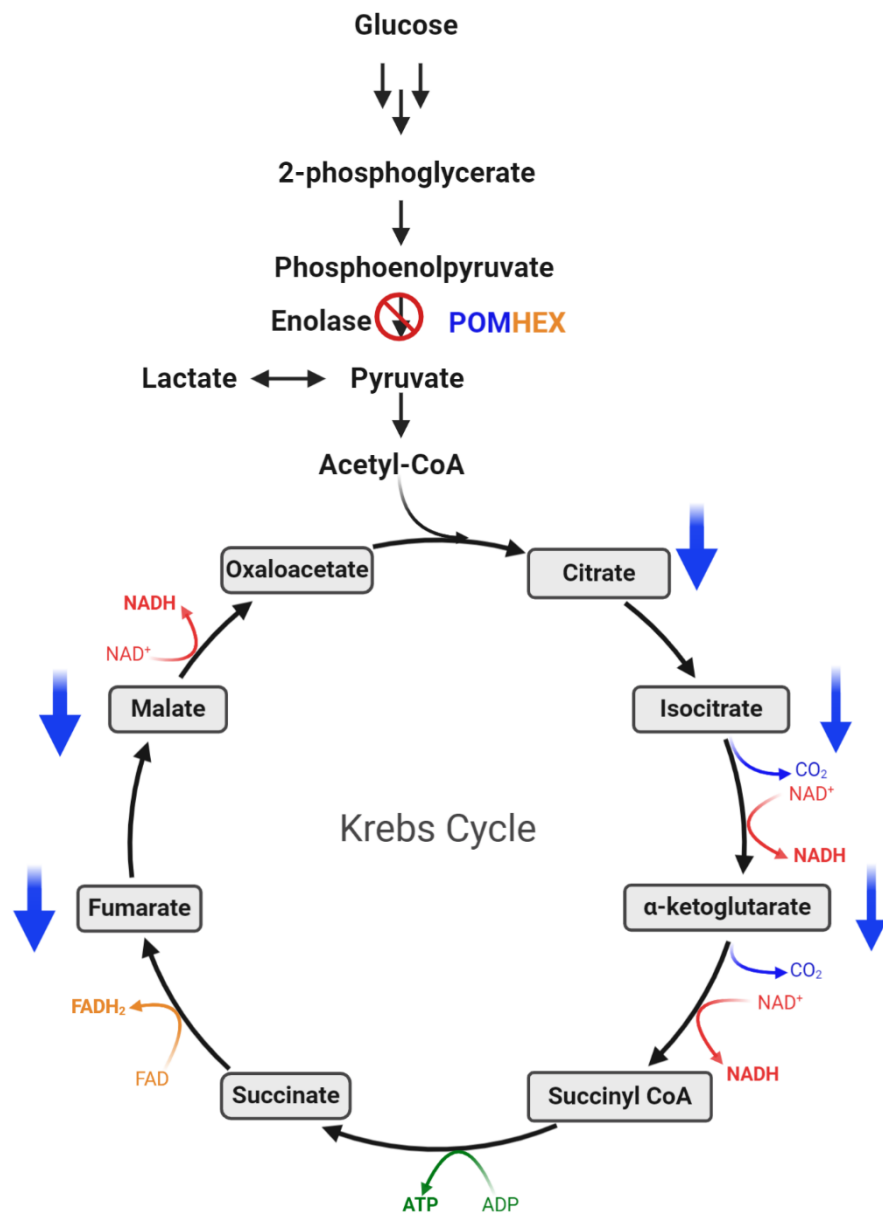 Glucose
2-phosphoglycerate
Phosphoenolpyruvate
Enolase POMHEX
Lactate Pyruvate
Acetyl-CoA
Oxaloacetate
Citrate
NADH
NAD⁺
Malate
Isocitrate
CO₂
NAD⁺
NADH
Krebs Cycle
Fumarate
α-ketoglutarate
CO₂
NAD⁺
NADH
FADH₂
FAD
Succinate
Succinyl CoA
ATP
ADP